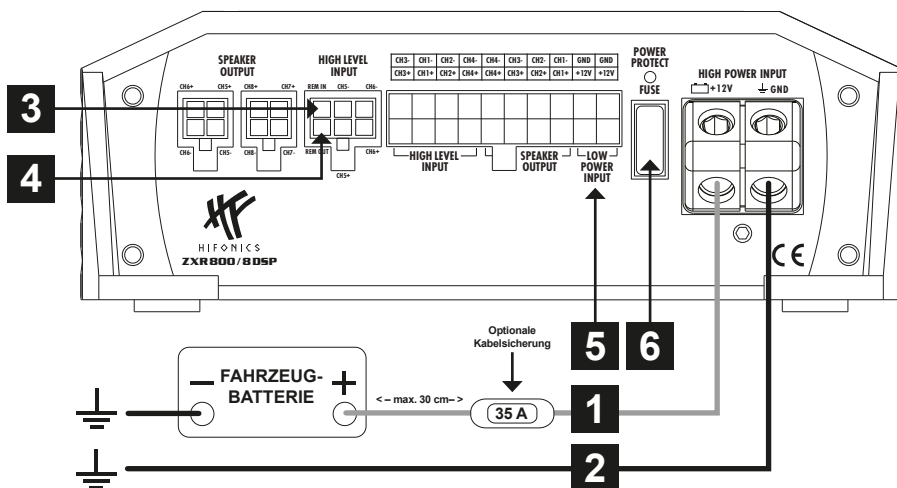 SPEAKER
OUTPUT
CH6+ CH5+ CH8+ CH7+
CH6- CH5- CH8- CH7-
HIGH LEVEL
INPUT
REM IN CH5- CH6-
REM OUT CH6+
CH5+
CH3- CH1- CH2- CH4- CH4- CH3- CH2- CH1- GND GND
CH3+ CH1+ CH2+ CH4+ CH4+ CH3+ CH2+ CH1+ +12V +12V
HIGH LEVEL
INPUT
SPEAKER
OUTPUT
LOW
POWER
INPUT
POWER
PROTECT
FUSE
HIGH POWER INPUT
+12V GND
3
4
HIFONICS
ZXR800/8DSP
CE
Optionale
Kabelsicherung
5
6
FAHRZEUG-
BATTERIE
– +
< – max. 30 cm– >
35 A
1
2